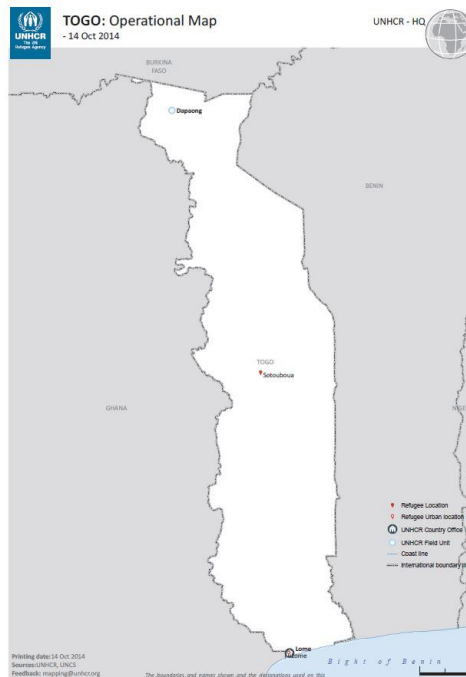 UNHCR
The UN
Refugee Agency
TOGO: Operational Map
- 14 Oct 2014
UNHCR - HQ
BURKINA
FASO
Dapaong
BENIN
TOGO
Sotouboua
GHANA
Refugee Location
Refugee Urban location
UNHCR Country Office
UNHCR Field Unit
Coast line
International boundary
Lome
Bight of Benin
Printing date:14 Oct 2014
Sources:UNHCR, UNCS
Feedback: mapping@unhcr.org
The boundaries and names shown and the designations used on this